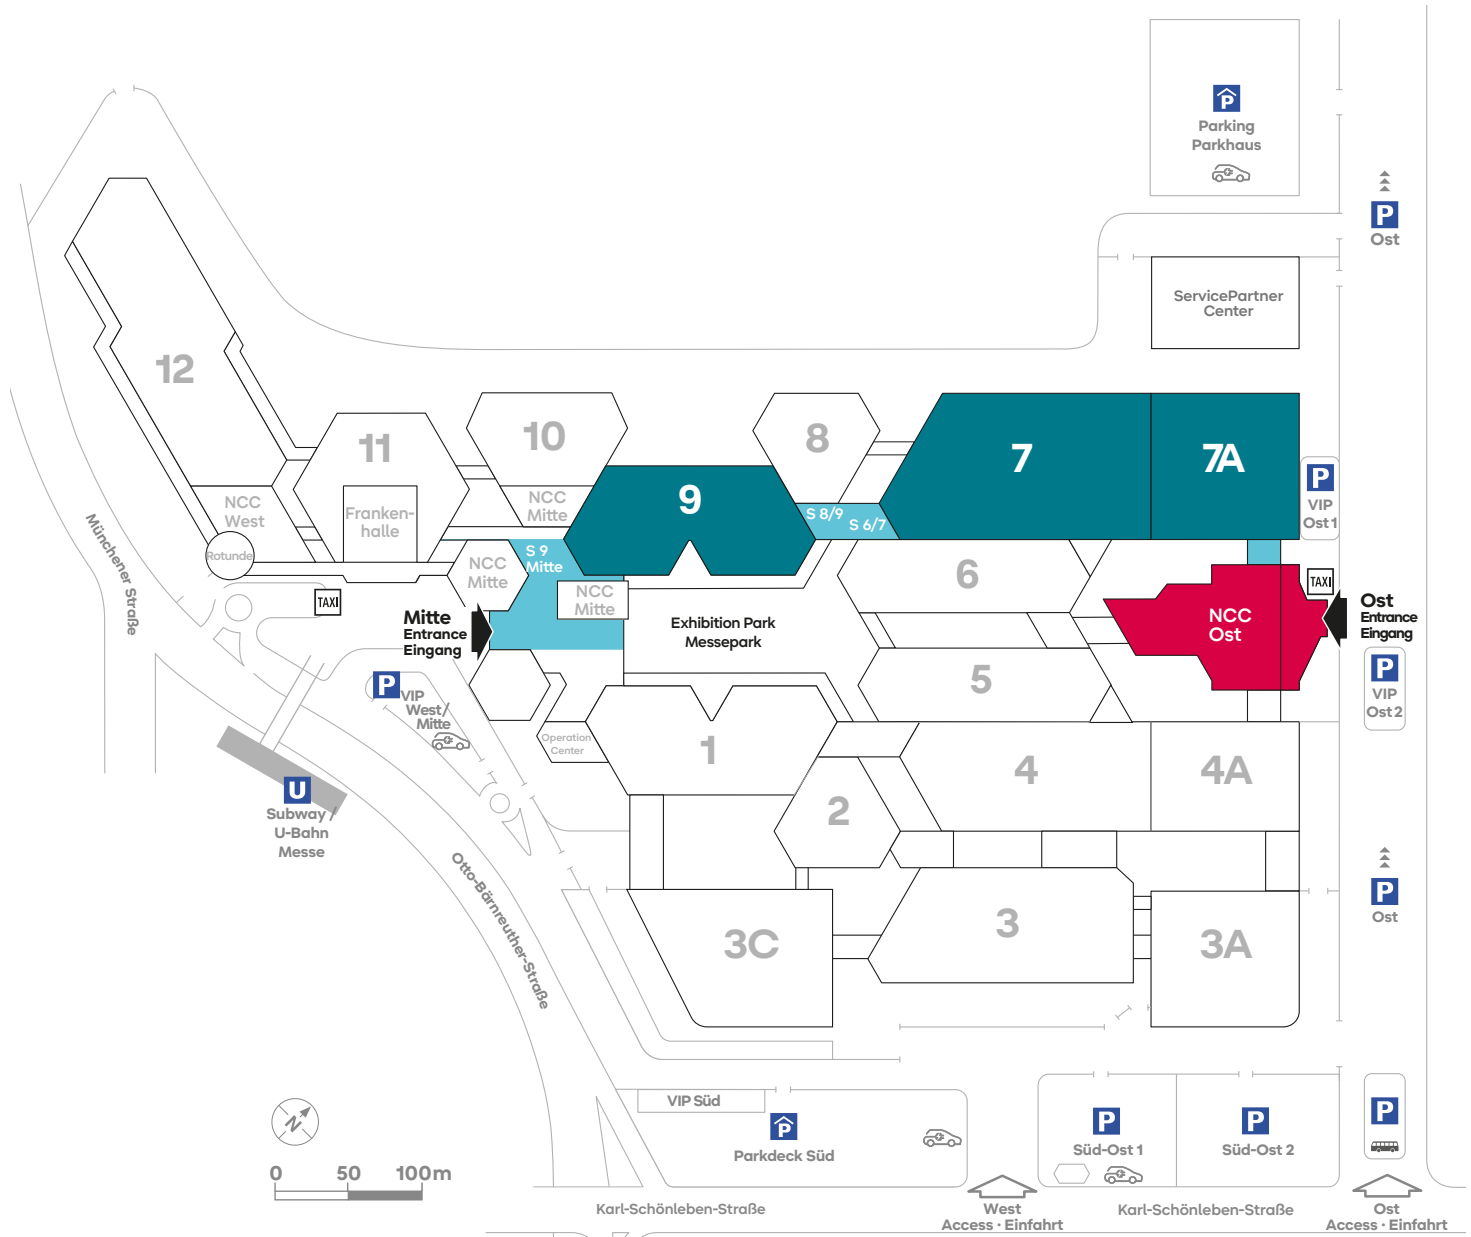 P
Parking
Parkhaus
P
Ost
ServicePartner
Center
12
11
10
8
7
7A
9
NCC
West
Franken-
halle
NCC
Mitte
S 8/9
S 6/7
P
VIP
Ost 1
Rotunde
NCC
Mitte
S 9
Mitte
NCC
Mitte
6
TAXI
TAXI
Mitte
Entrance
Eingang
Exhibition Park
Messepark
NCC
Ost
Ost
Entrance
Eingang
Münchener Straße
P
VIP
West/
Mitte
5
P
VIP
Ost 2
Operation
Center
1
4
4A
U
Subway /
U-Bahn
Messe
2
Otto-Bärnreuther-Straße
P
Ost
3C
3
3A
VIP Süd
P
Parkdeck Süd
P
Süd-Ost 1
P
Süd-Ost 2
P
N
0
50
100m
Karl-Schönleben-Straße
West
Access · Einfahrt
Karl-Schönleben-Straße
Ost
Access · Einfahrt